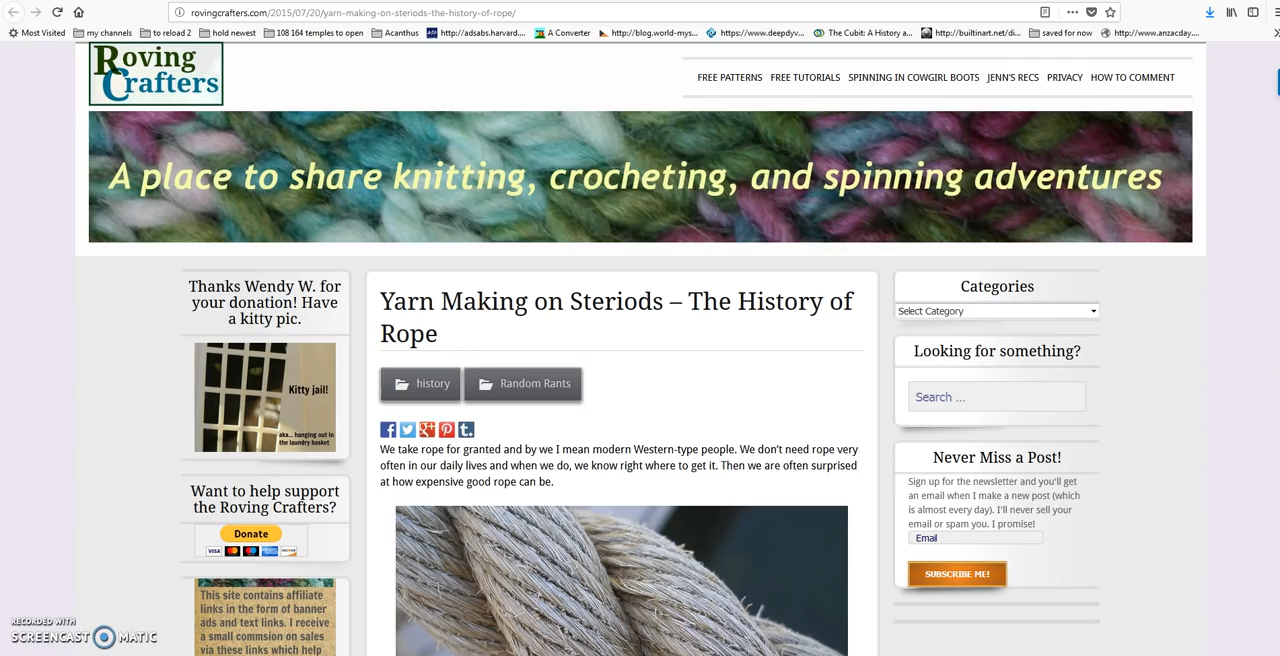 rovingcrafters.com/2015/07/20/yarn-making-on-steriods-the-history-of-rope/
Most Visited my channels to reload 2 hold newest 108 164 temples to open Acanthus http://adsabs.harvard.... A Converter http://blog.world-mys... https://www.deepdyv... The Cubit: A History a... http://builtinart.net/di... saved for now http://www.anzacday....
Roving
Crafters
FREE PATTERNS FREE TUTORIALS SPINNING IN COWGIRL BOOTS JENN'S RECS PRIVACY HOW TO COMMENT
A place to share knitting, crocheting, and spinning adventures
Thanks Wendy W. for
your donation! Have
a kitty pic.
Kitty jail!
aka... hanging out in
the laundry basket
Want to help support
the Roving Crafters?
Donate
VISA
This site contains affiliate
links in the form of banner
ads and text links. I receive
a small commsion on sales
via these links which help
Yarn Making on Steriods – The History of
Rope
history Random Rants
We take rope for granted and by we I mean modern Western-type people. We don’t need rope very
often in our daily lives and when we do, we know right where to get it. Then we are often surprised
at how expensive good rope can be.
Categories
Select Category
Looking for something?
Search ...
Never Miss a Post!
Sign up for the newsletter and you'll get
an email when I make a new post (which
is almost every day). I'll never sell your
email or spam you. I promise!
Email
SUBSCRIBE ME!
RECORDED WITH
SCREENCAST MATIC